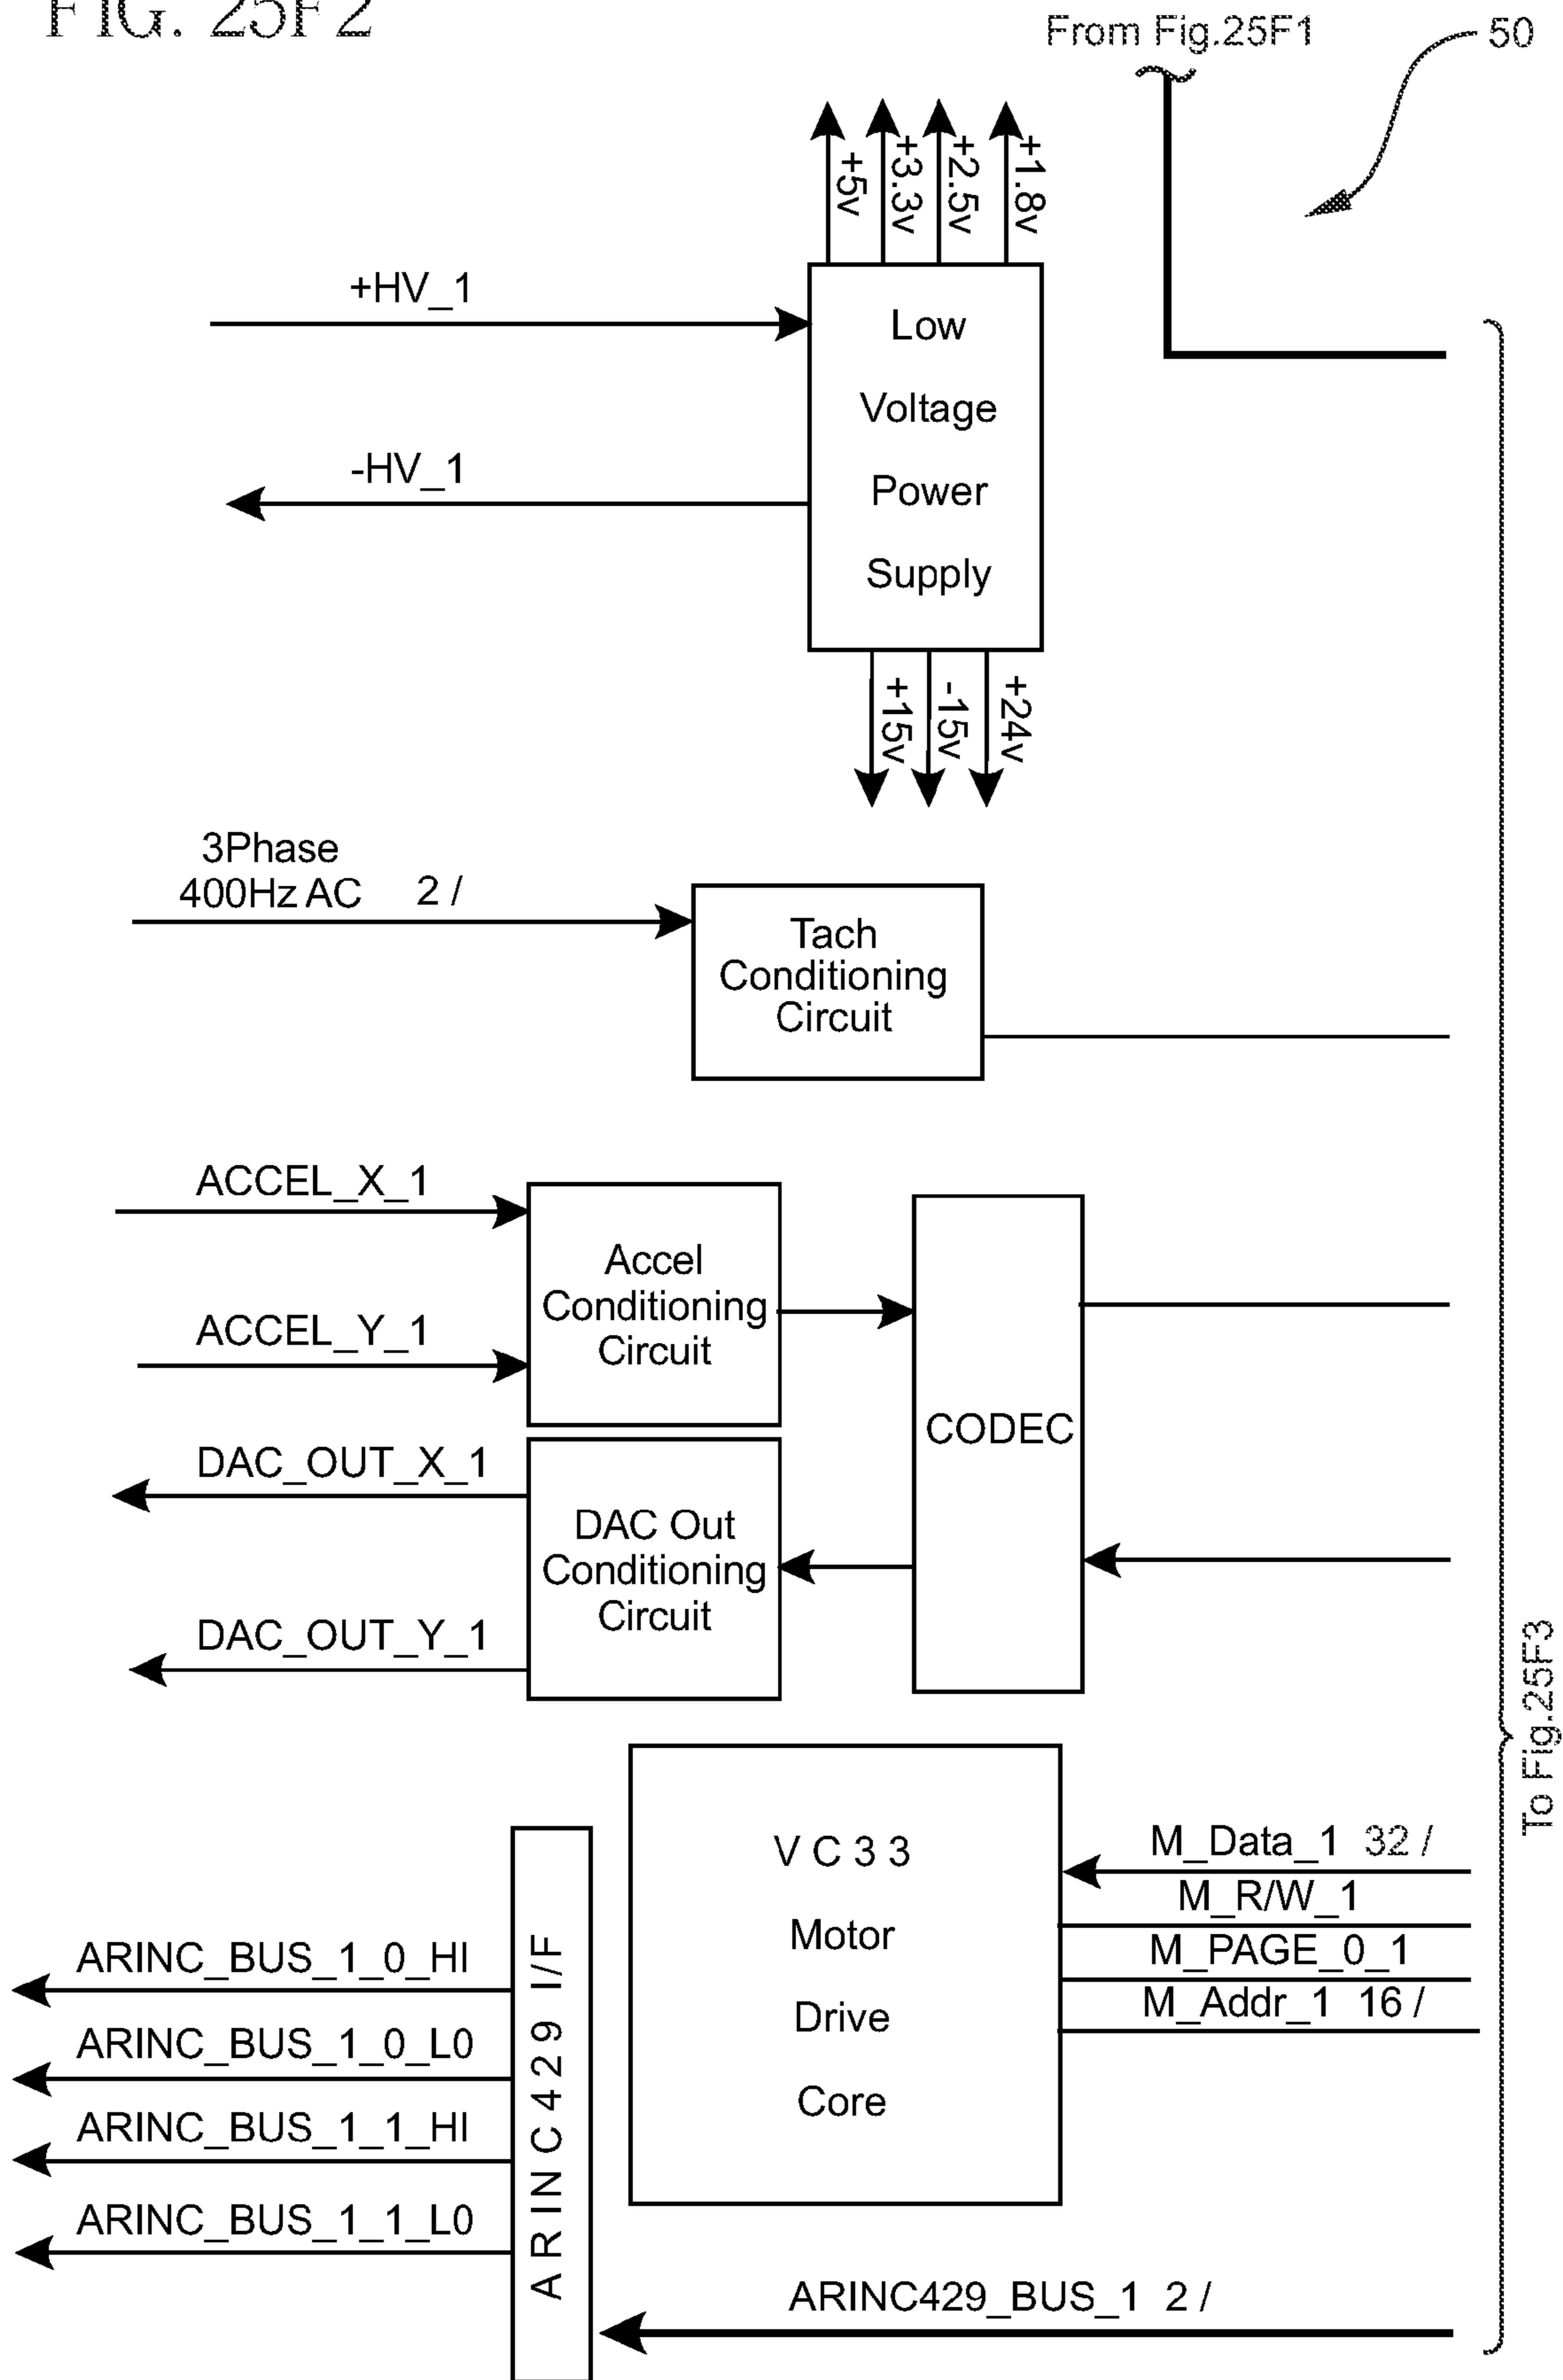 FIG. 25F2
From Fig.25F1
50
+5v
+3.3v
+2.5v
+1.8v
+HV_1
-HV_1
Low
Voltage
Power
Supply
+15v
-15v
+24v
3Phase
400Hz AC 2 /
Tach
Conditioning
Circuit
ACCEL_X_1
ACCEL_Y_1
Accel
Conditioning
Circuit
CODEC
DAC_OUT_X_1
DAC_OUT_Y_1
DAC Out
Conditioning
Circuit
To Fig.25F3
V C 3 3
Motor
Drive
Core
M_Data_1 32 /
M_R/W_1
M_PAGE_0_1
M_Addr_1 16 /
ARINC_BUS_1_0_HI
ARINC_BUS_1_0_L0
ARINC_BUS_1_1_HI
ARINC_BUS_1_1_L0
A R I N C 4 2 9 I/F
ARINC429_BUS_1 2 /